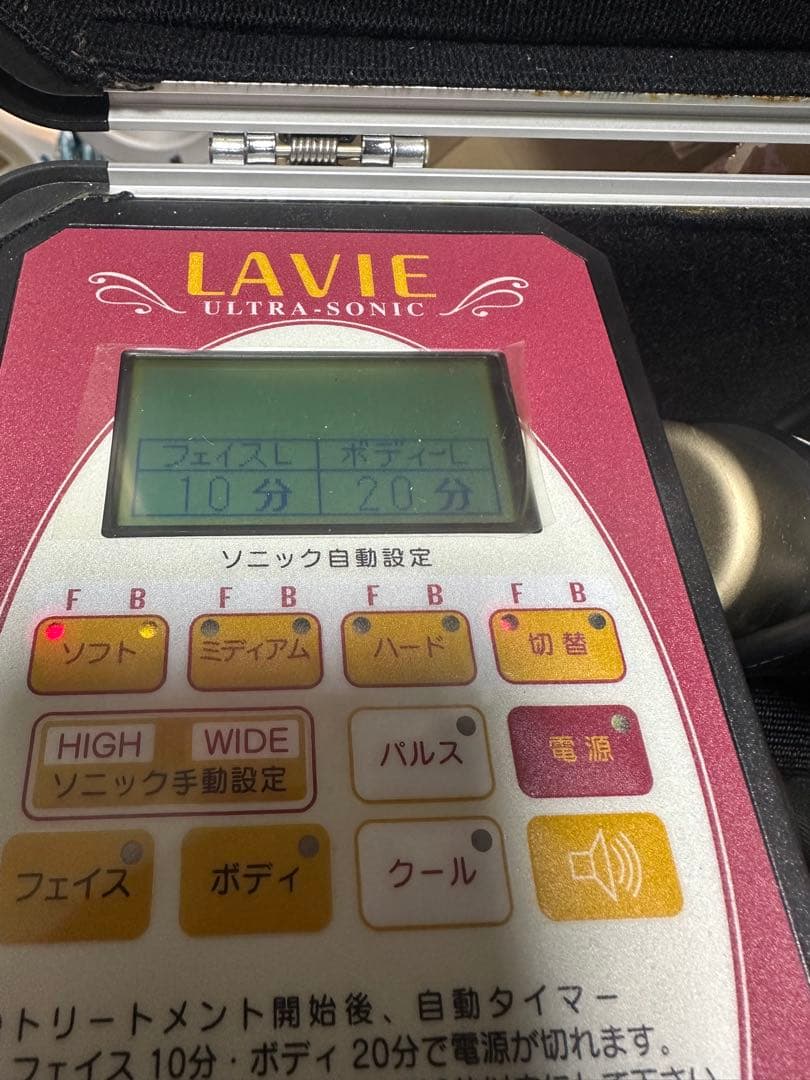 LAVIE
ULTRA-SONIC
フェイスL ボディーL
10分 20分
ソニック自動設定
F B F B F B F B
ソフト ミディアム ハード 切替
HIGH WIDE
ソニック手動設定
パルス 電源
フェイス ボディ クール
トリートメント開始後、自動タイマー
フェイス10分・ボディ20分で電源が切れます。